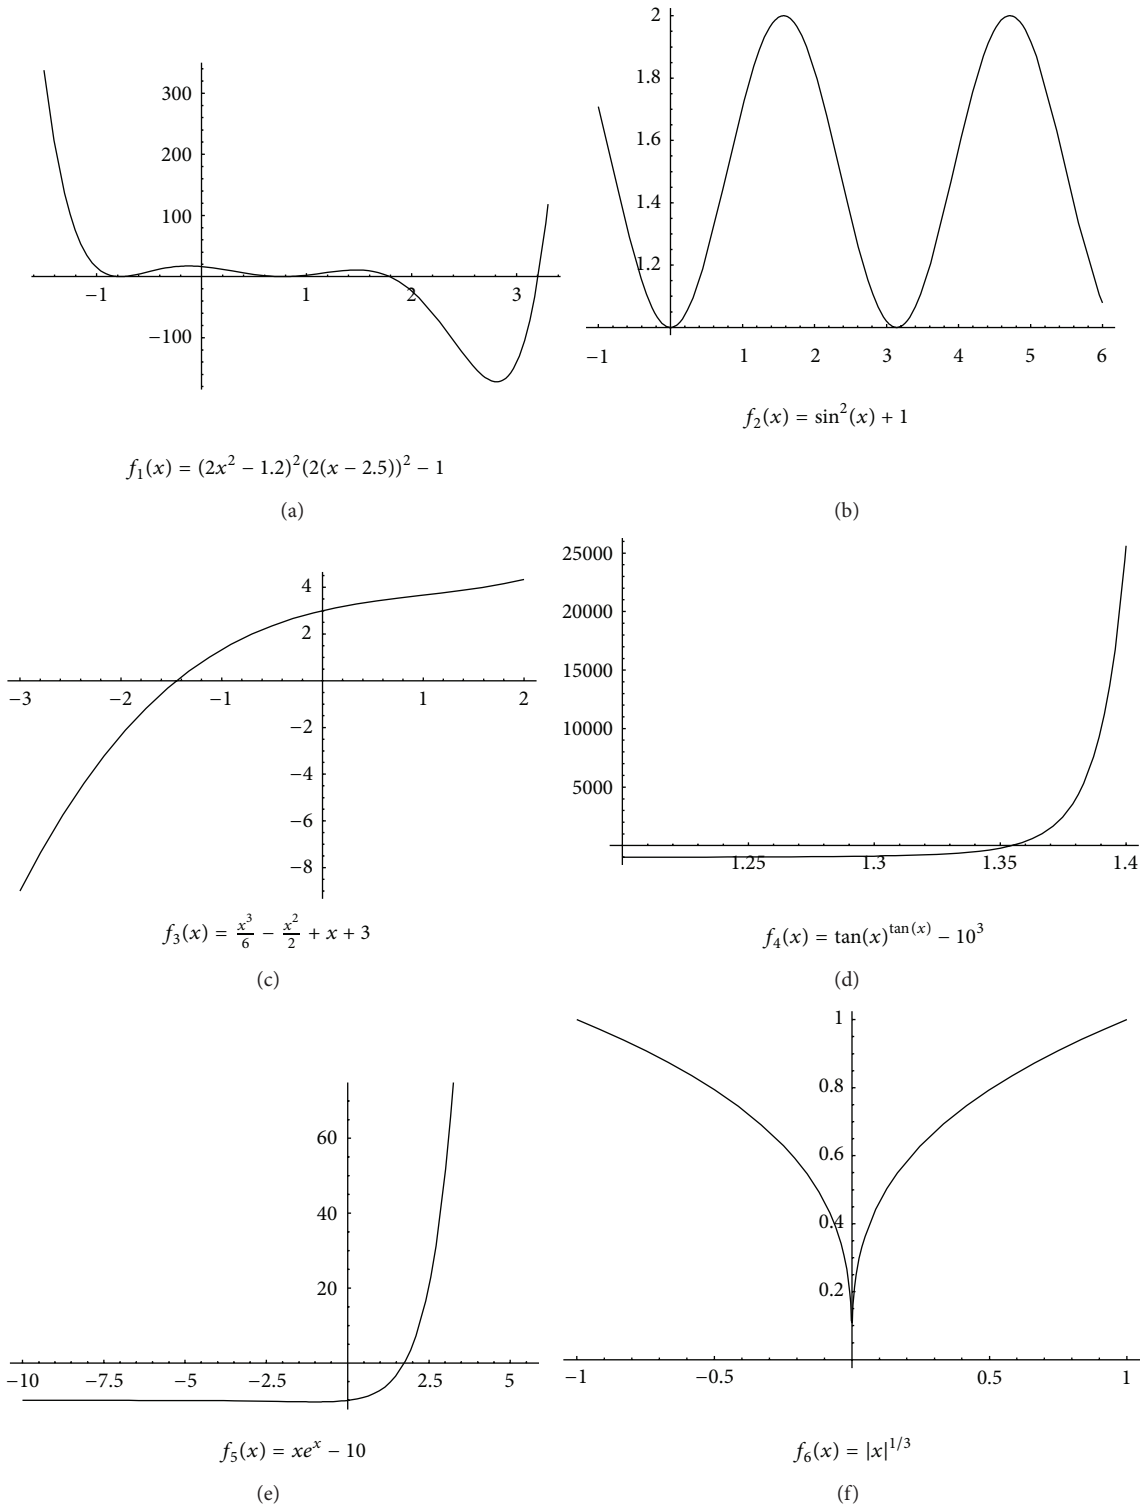 300
200
100
−1
1
2
3
−100
f₁(x) = (2x² − 1.2)²(2(x − 2.5))² − 1
(a)
2
1.8
1.6
1.4
1.2
−1 1 2 3 4 5 6
f₂(x) = sin²(x) + 1
(b)
4
2
−3 −2 −1 1 2
−2
−4
−6
−8
f₃(x) = x³/6 − x²/2 + x + 3
(c)
25000
20000
15000
10000
5000
1.25 1.3 1.35 1.4
f₄(x) = tan(x)^tan(x) − 10³
(d)
60
40
20
−10 −7.5 −5 −2.5 2.5 5
f₅(x) = xeˣ − 10
(e)
1
0.8
0.6
0.4
0.2
−1 −0.5 0.5 1
f₆(x) = |x|^1/3
(f)